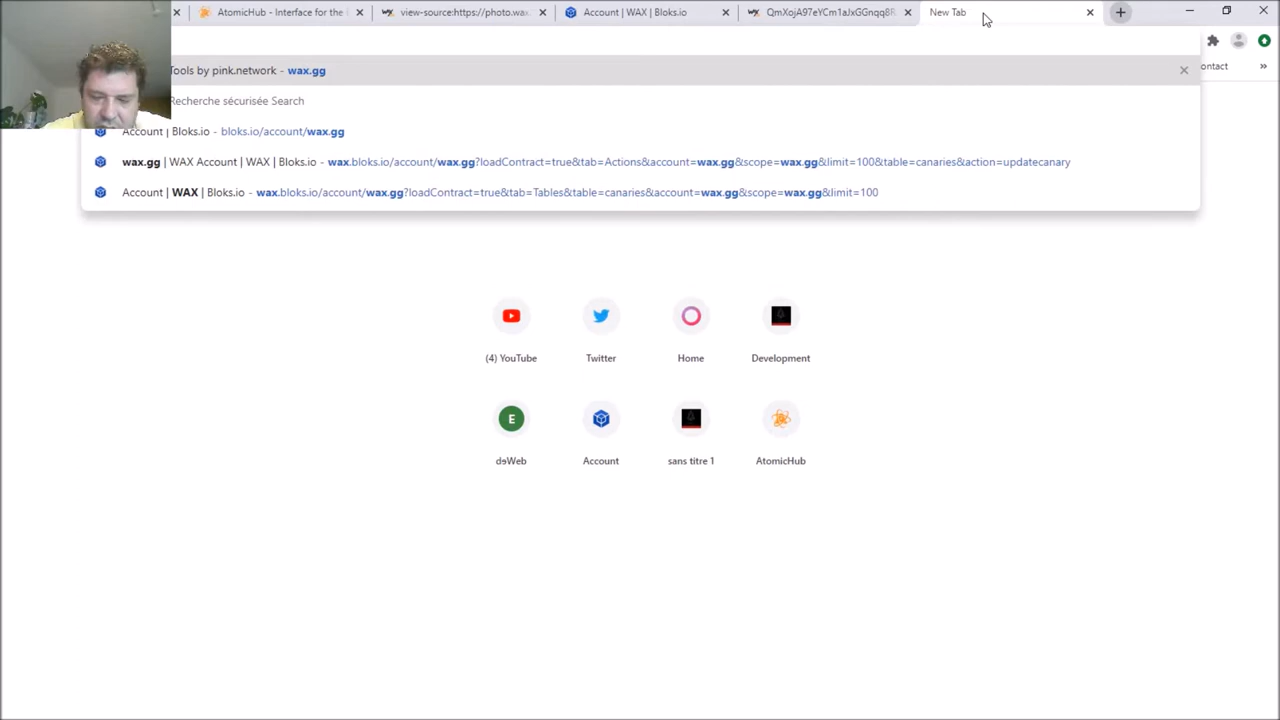 AtomicHub - Interface for the
view-source:https://photo.wax
Account | WAX | Bloks.io
New Tab
ontact
»
Tools by pink.network - wax.gg
Recherche sécurisée Search
Account | Bloks.io - bloks.io/account/wax.gg
wax.gg | WAX Account | WAX | Bloks.io - wax.bloks.io/account/wax.gg?loadContract=true&tab=Actions&account=wax.gg&scope=wax.gg&limit=100&table=canaries&action=updatecanary
Account | WAX | Bloks.io - wax.bloks.io/account/wax.gg?loadContract=true&tab=Tables&table=canaries&account=wax.gg&scope=wax.gg&limit=100
(4) YouTube
Twitter
Home
Development
E
dɘWeb
Account
sans titre 1
AtomicHub